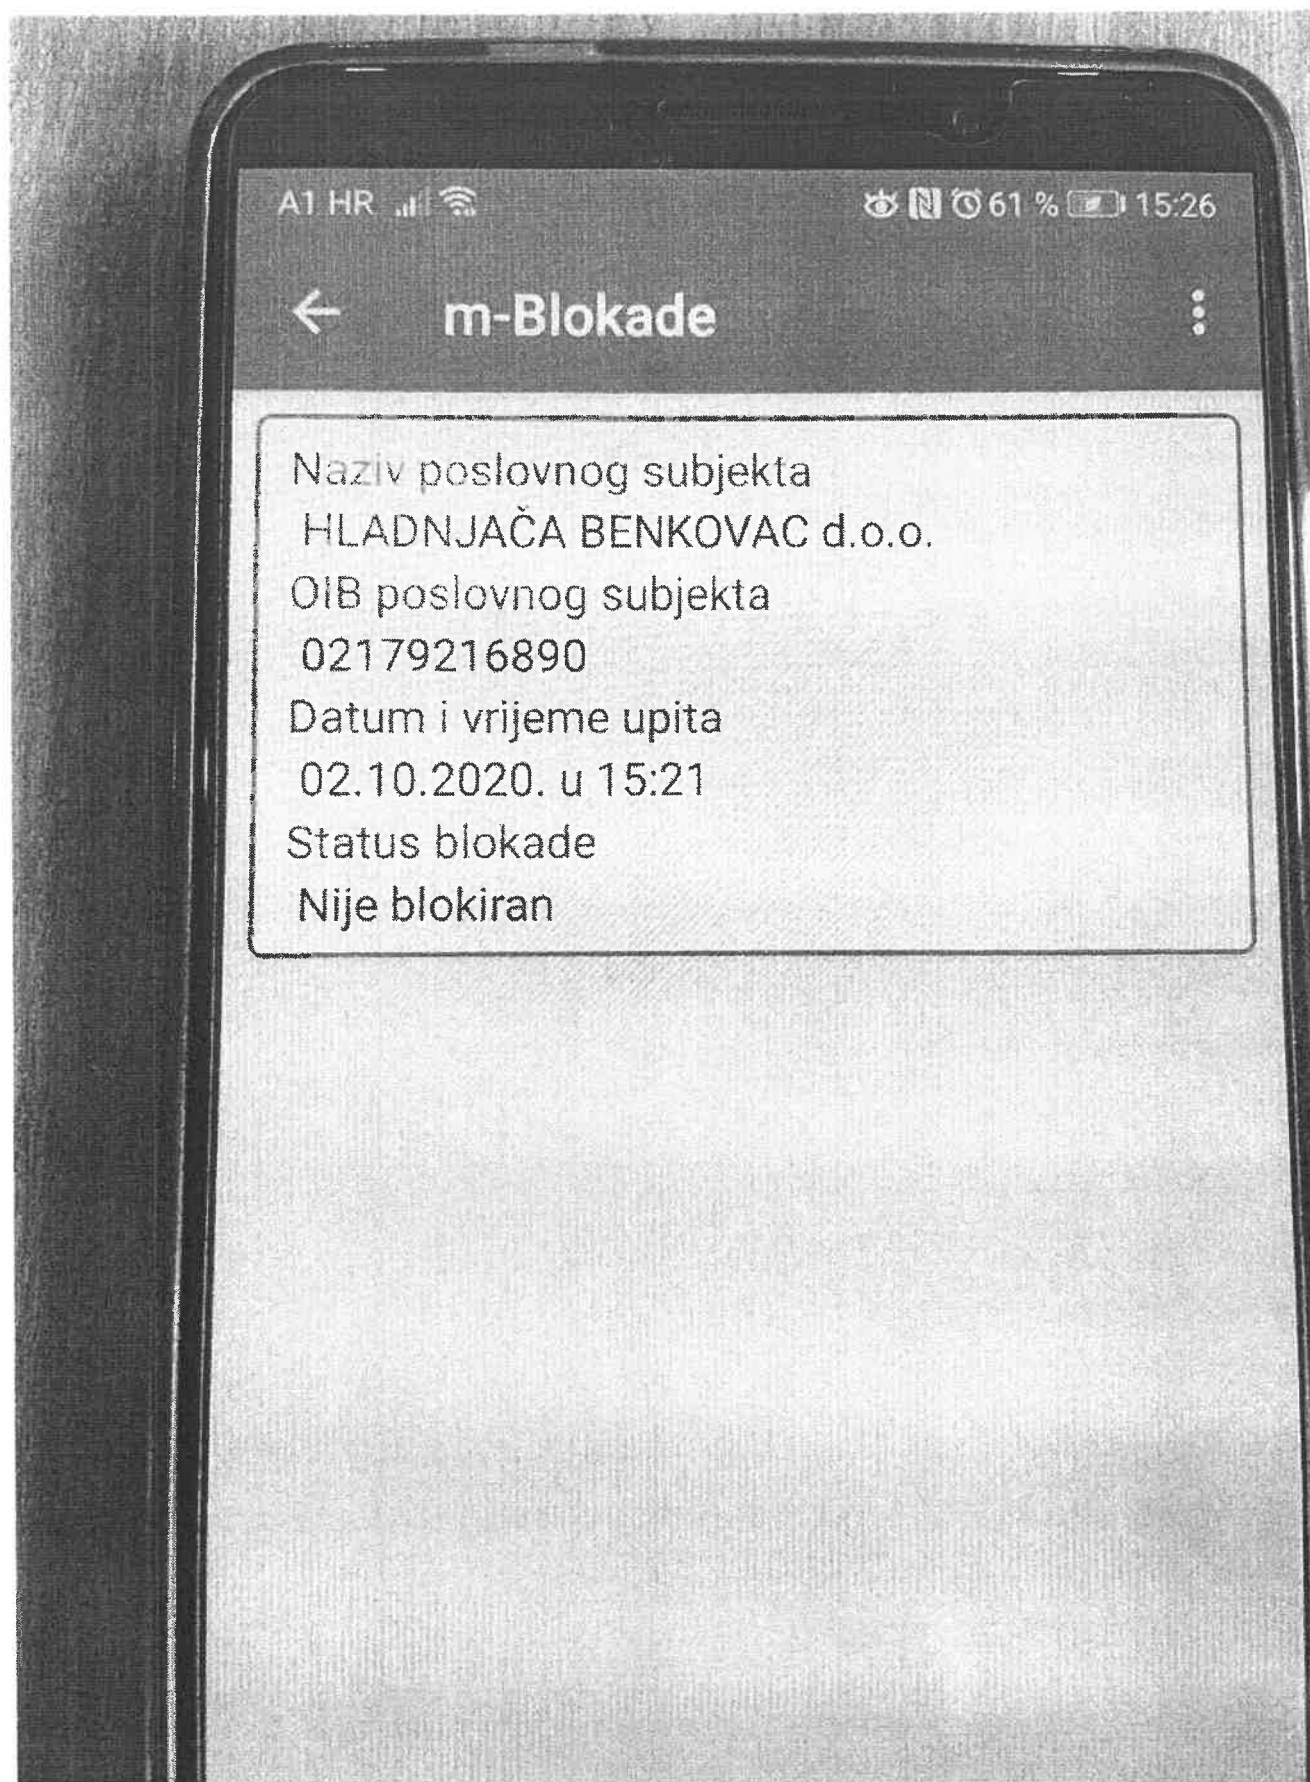 A1 HR 61 % 15:26
m-Blokade
Naziv poslovnog subjekta
HLADNJAČA BENKOVAC d.o.o.
OIB poslovnog subjekta
02179216890
Datum i vrijeme upita
02.10.2020. u 15:21
Status blokade
Nije blokiran